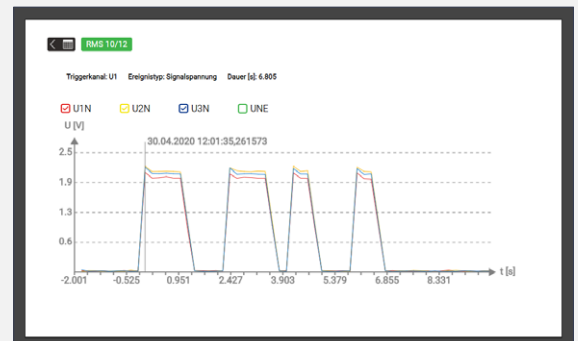 RMS 10/12
Triggerkanal: U1 Ereignistyp: Signalspannung Dauer [s]: 6.805
U1N U2N U3N UNE
U [V]
30.04.2020 12:01:35,261573
2.5
1.9
1.3
0.6
t [s]
-2.001 -0.525 0.951 2.427 3.903 5.379 6.855 8.331